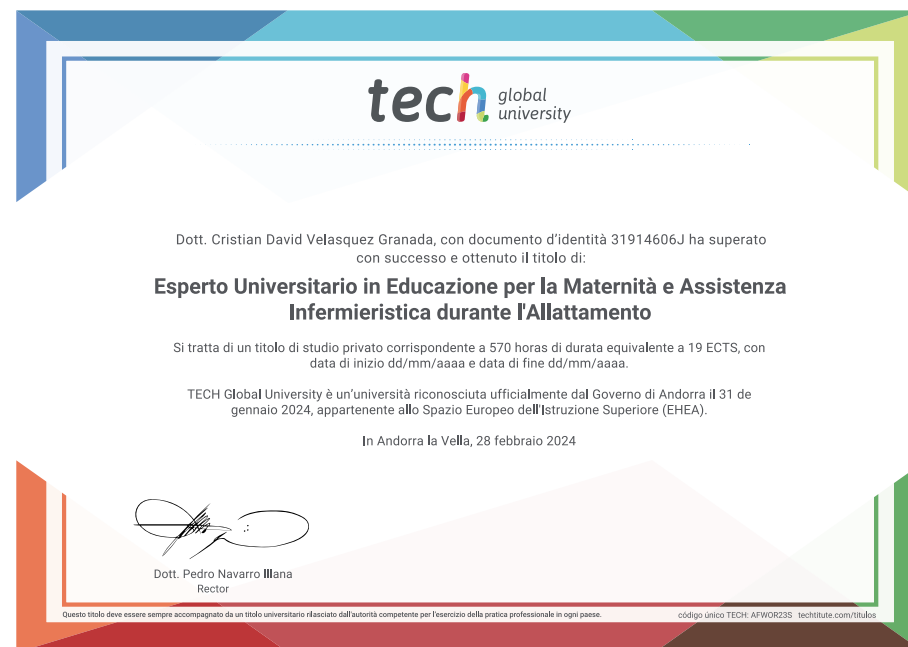 tech global university
Dott. Cristian David Velasquez Granada, con documento d'identità 31914606J ha superato
con successo e ottenuto il titolo di:
Esperto Universitario in Educazione per la Maternità e Assistenza
Infermieristica durante l'Allattamento
Si tratta di un titolo di studio privato corrispondente a 570 horas di durata equivalente a 19 ECTS, con
data di inizio dd/mm/aaaa e data di fine dd/mm/aaaa.
TECH Global University è un'università riconosciuta ufficialmente dal Governo di Andorra il 31 de
gennaio 2024, appartenente allo Spazio Europeo dell'Istruzione Superiore (EHEA).
In Andorra la Vella, 28 febbraio 2024
Dott. Pedro Navarro Illana
Rector
Questo titolo deve essere sempre accompagnato da un titolo universitario rilasciato dall'autorità competente per l'esercizio della pratica professionale in ogni paese.
código único TECH: AFWOR23S techtitute.com/titulos